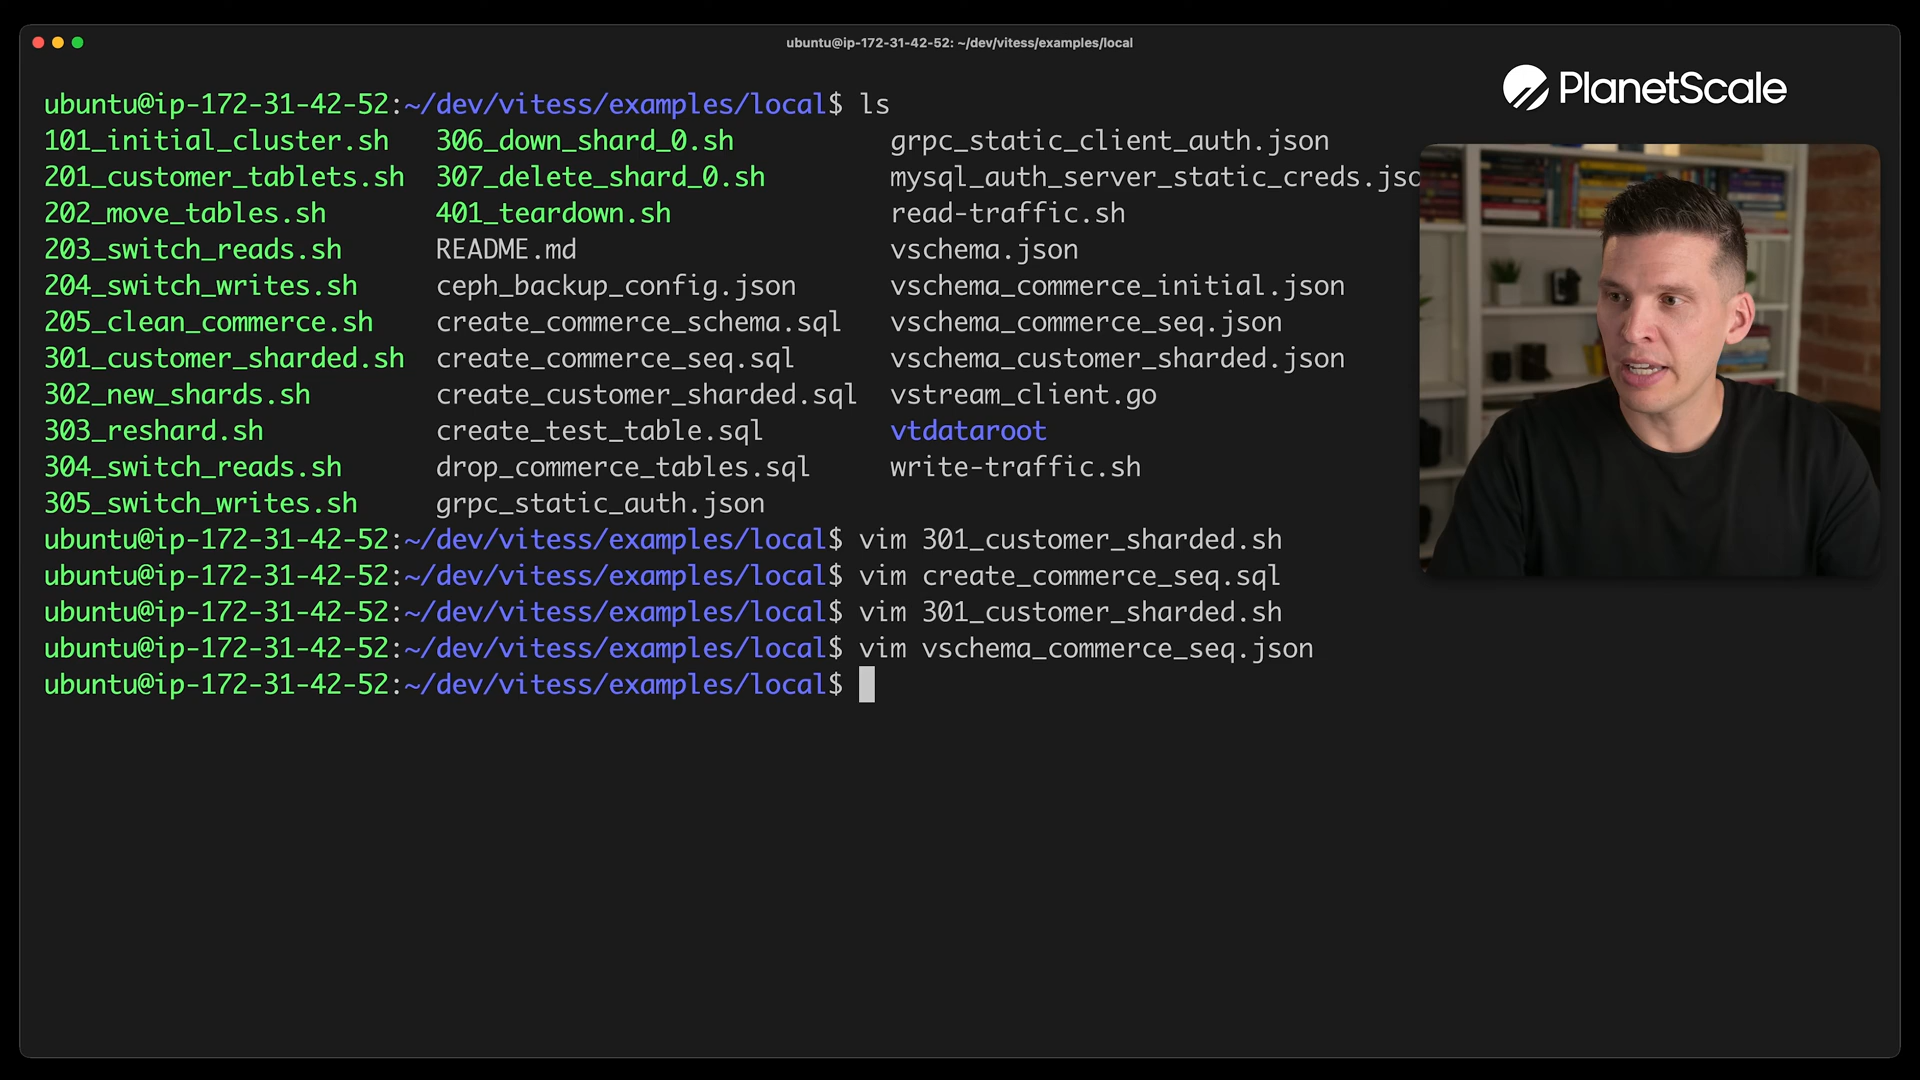 ubuntu@ip-172-31-42-52: ~/dev/vitess/examples/local
PlanetScale
ubuntu@ip-172-31-42-52:~/dev/vitess/examples/local$ ls
101_initial_cluster.sh 306_down_shard_0.sh grpc_static_client_auth.json
201_customer_tablets.sh 307_delete_shard_0.sh mysql_auth_server_static_creds.jso
202_move_tables.sh 401_teardown.sh read-traffic.sh
203_switch_reads.sh README.md vschema.json
204_switch_writes.sh ceph_backup_config.json vschema_commerce_initial.json
205_clean_commerce.sh create_commerce_schema.sql vschema_commerce_seq.json
301_customer_sharded.sh create_commerce_seq.sql vschema_customer_sharded.json
302_new_shards.sh create_customer_sharded.sql vstream_client.go
303_reshard.sh create_test_table.sql vtdataroot
304_switch_reads.sh drop_commerce_tables.sql write-traffic.sh
305_switch_writes.sh grpc_static_auth.json
ubuntu@ip-172-31-42-52:~/dev/vitess/examples/local$ vim 301_customer_sharded.sh
ubuntu@ip-172-31-42-52:~/dev/vitess/examples/local$ vim create_commerce_seq.sql
ubuntu@ip-172-31-42-52:~/dev/vitess/examples/local$ vim 301_customer_sharded.sh
ubuntu@ip-172-31-42-52:~/dev/vitess/examples/local$ vim vschema_commerce_seq.json
ubuntu@ip-172-31-42-52:~/dev/vitess/examples/local$